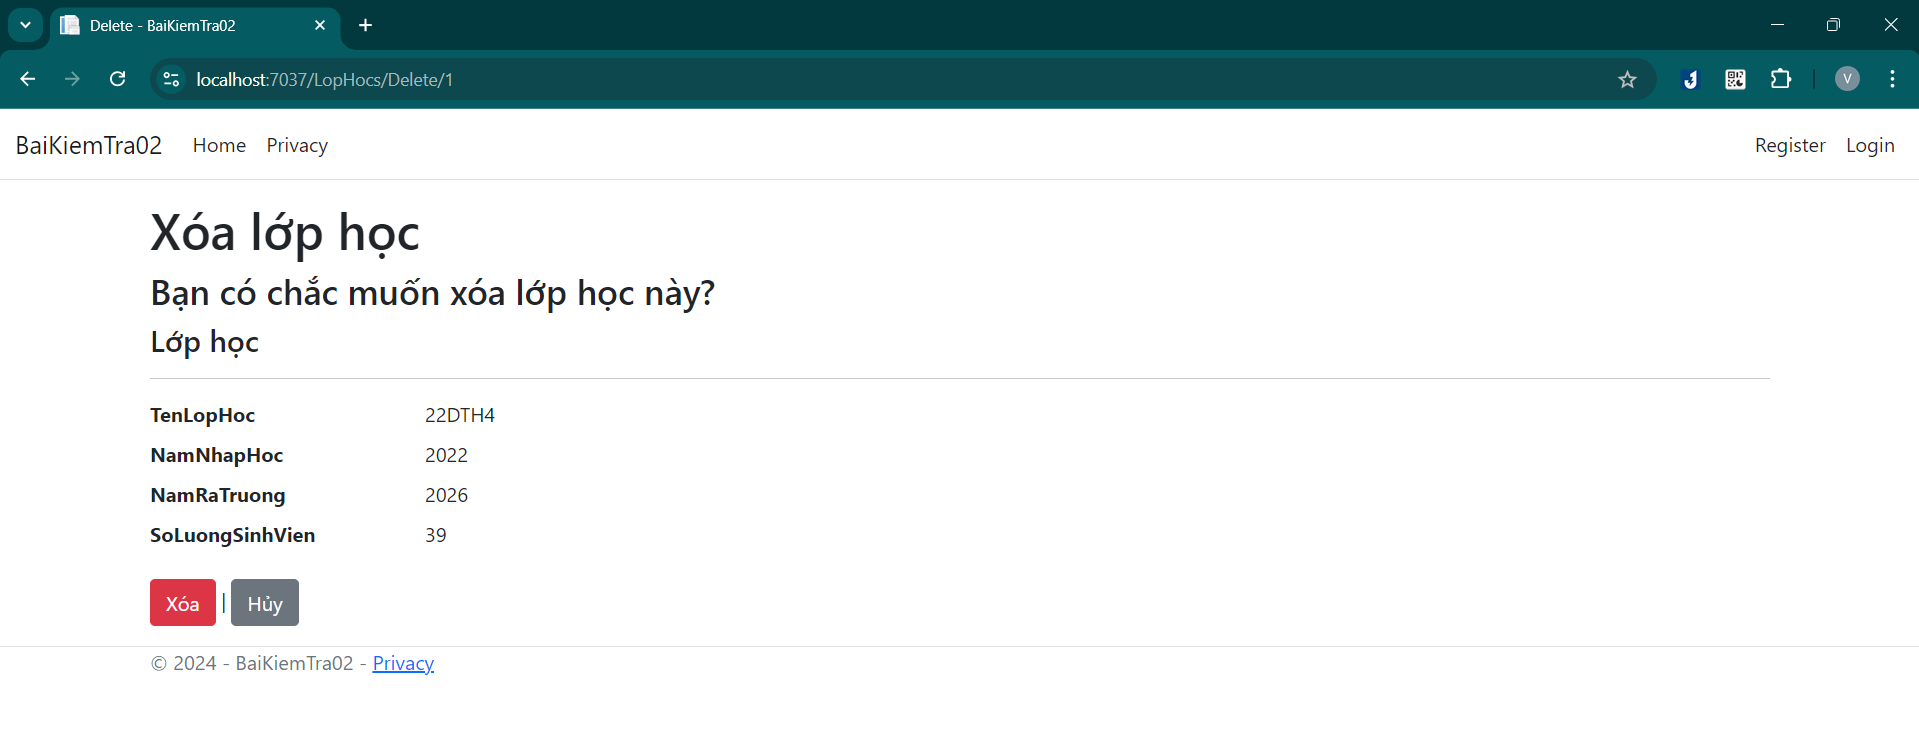 Delete - BaiKiemTra02
localhost:7037/LopHocs/Delete/1
V
BaiKiemTra02 Home Privacy Register Login
Xóa lớp học
Bạn có chắc muốn xóa lớp học này?
Lớp học
TenLopHoc 22DTH4
NamNhapHoc 2022
NamRaTruong 2026
SoLuongSinhVien 39
Xóa | Hủy
© 2024 - BaiKiemTra02 - Privacy